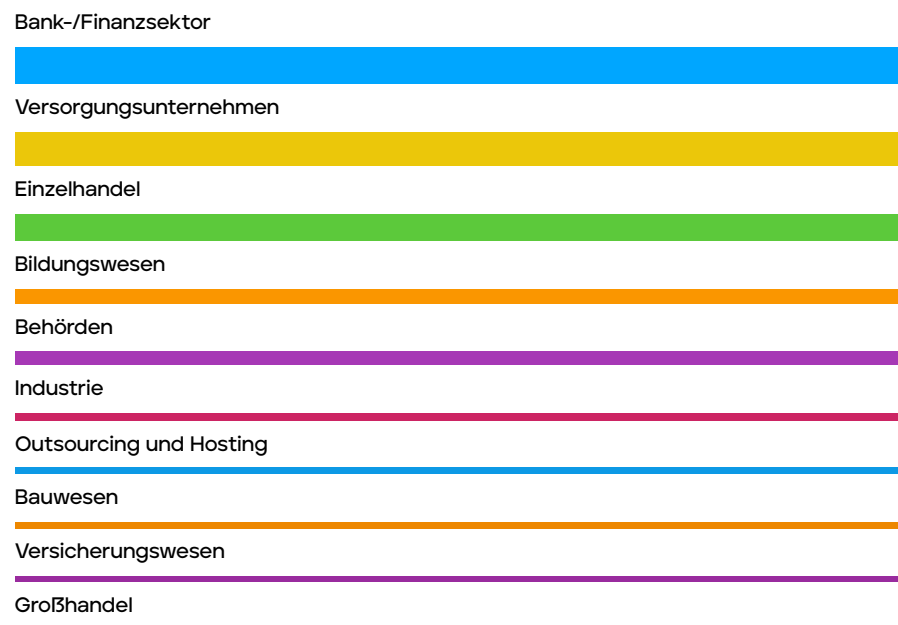 Bank-/Finanzsektor
Versorgungsunternehmen
Einzelhandel
Bildungswesen
Behörden
Industrie
Outsourcing und Hosting
Bauwesen
Versicherungswesen
Großhandel